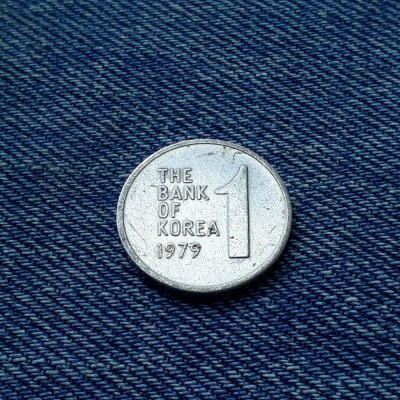 THE
BANK
OF
KOREA
1979
1